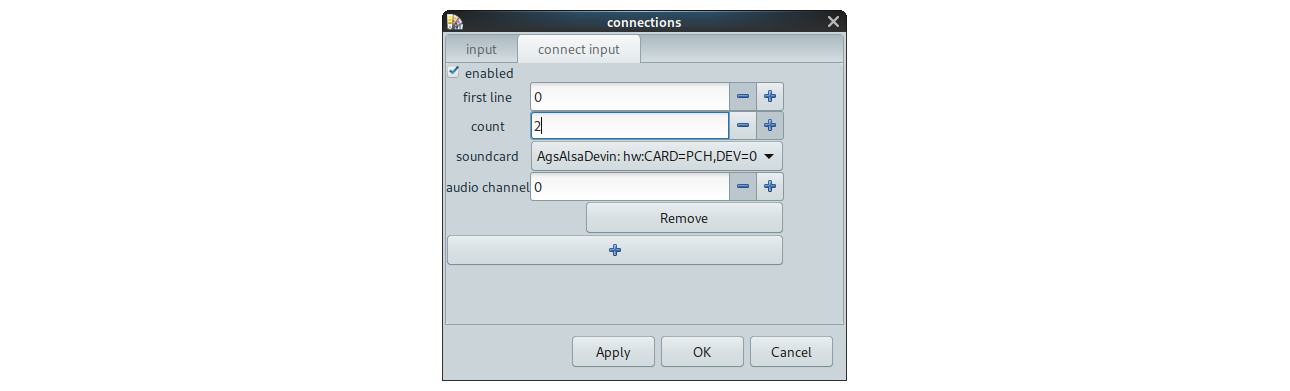 connections
input connect input
enabled
first line 0
count 2
soundcard AgsAlsaDevin: hw:CARD=PCH,DEV=0
audio channel 0
Remove
Apply OK Cancel